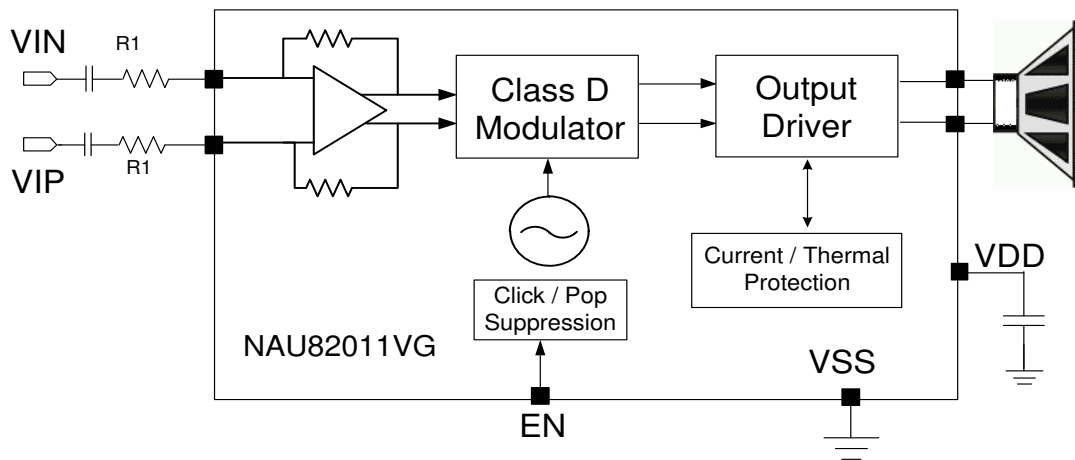 VIN
R1
VIP
R1
Class D
Modulator
Output
Driver
Current / Thermal
Protection
VDD
Click / Pop
Suppression
NAU82011VG
VSS
EN